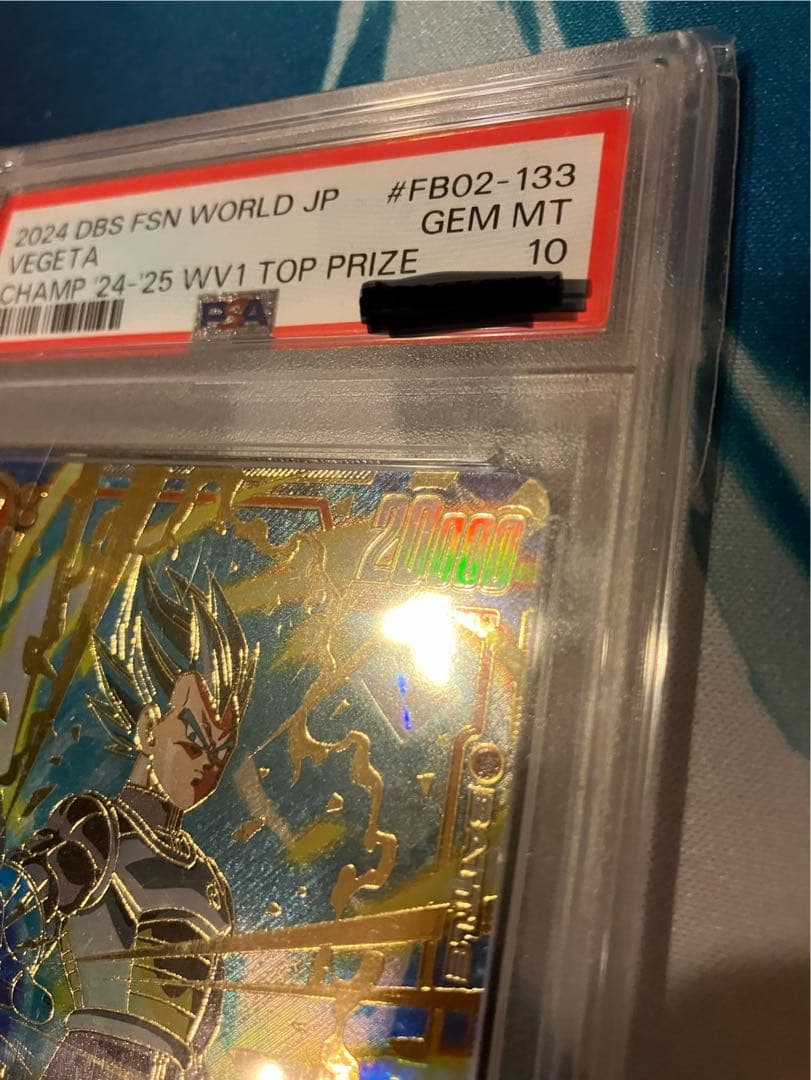 2024 DBS FSN WORLD JP #FB02-133
VEGETA GEM MT
CHAMP '24-'25 WV1 TOP PRIZE 10
PSA
20000
BATTLE